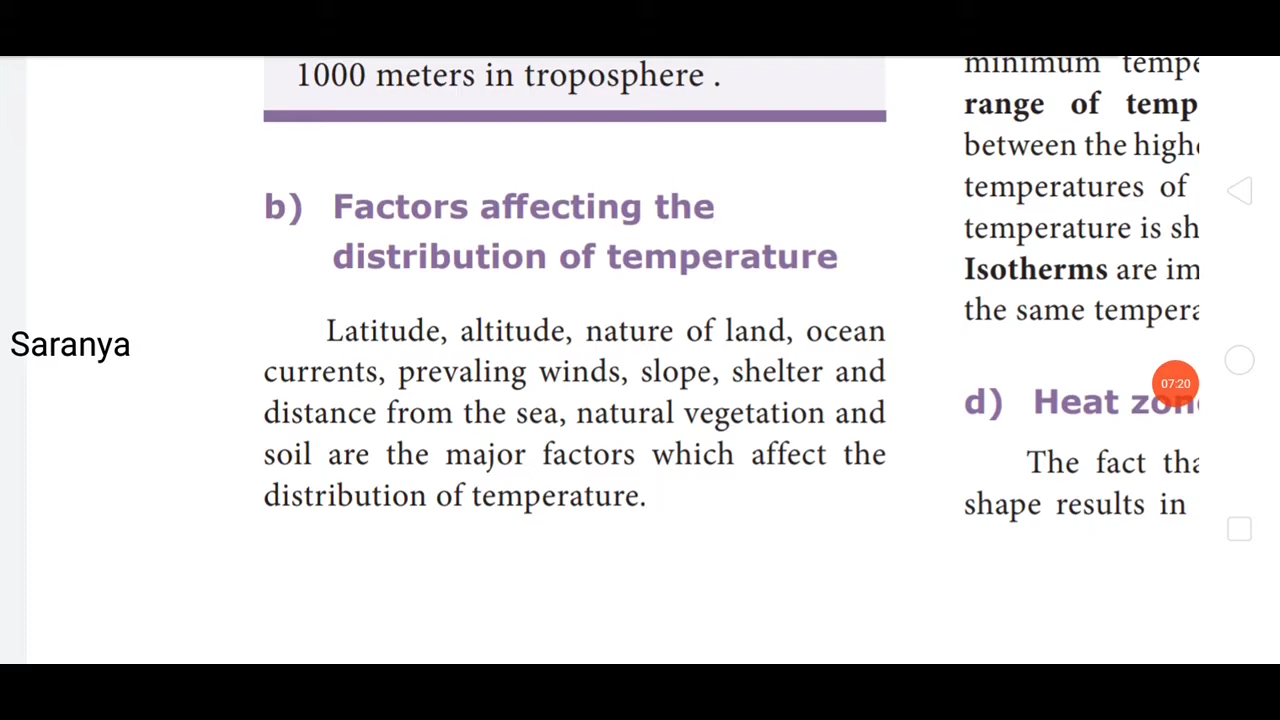 1000 meters in troposphere .
b) Factors affecting the
distribution of temperature
Latitude, altitude, nature of land, ocean
currents, prevaling winds, slope, shelter and
distance from the sea, natural vegetation and
soil are the major factors which affect the
distribution of temperature.
Saranya
minimum
range of
between the
temperatures of
temperature is
Isotherms are
the same
d) Heat
07:20
The fact
shape results in